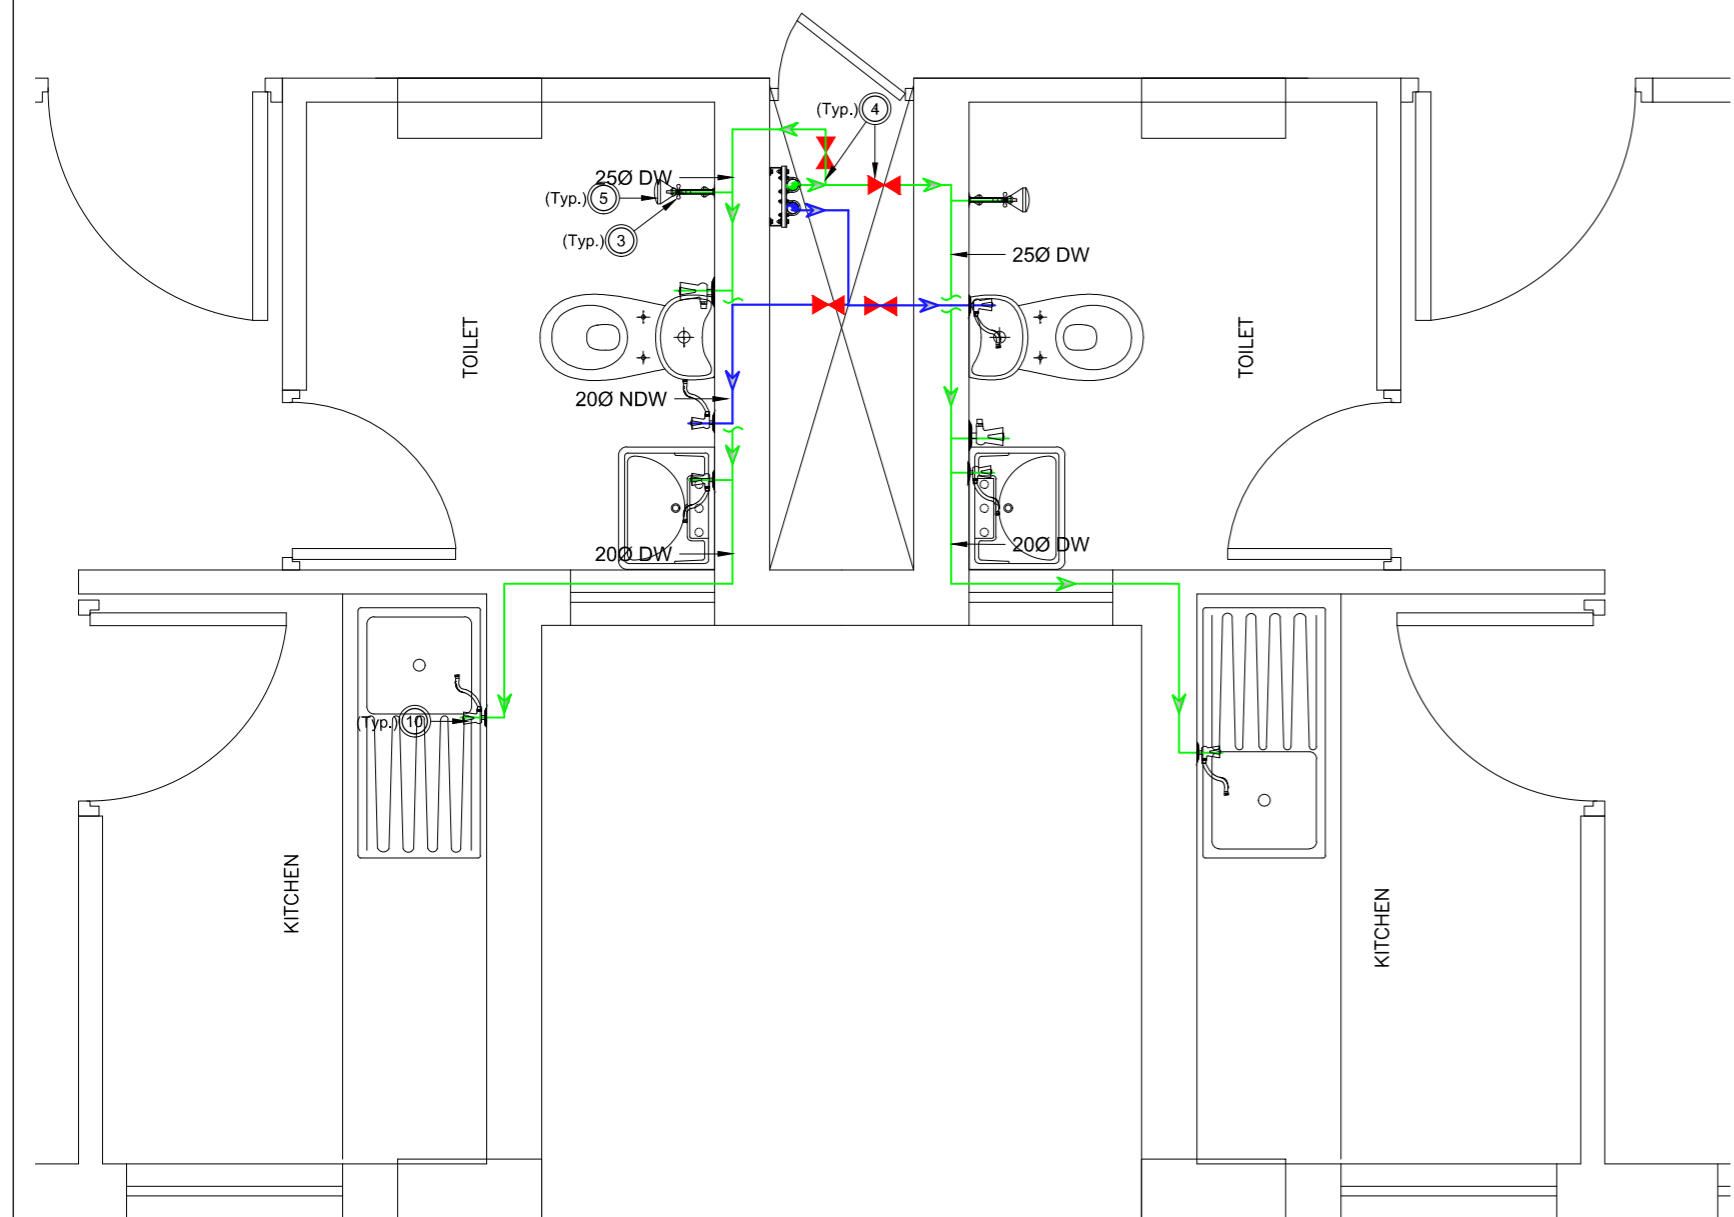 (Typ.) 4
25Ø DW
(Typ.) 5
(Typ.) 3
25Ø DW
TOILET
TOILET
20Ø NDW
20Ø DW
20Ø DW
(Typ.) 10
KITCHEN
KITCHEN